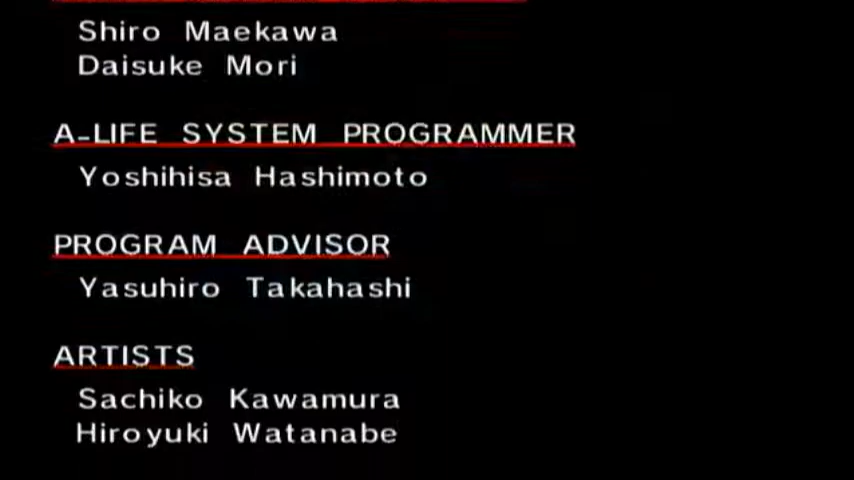 Shiro Maekawa
Daisuke Mori
A-LIFE SYSTEM PROGRAMMER
Yoshihisa Hashimoto
PROGRAM ADVISOR
Yasuhiro Takahashi
ARTISTS
Sachiko Kawamura
Hiroyuki Watanabe